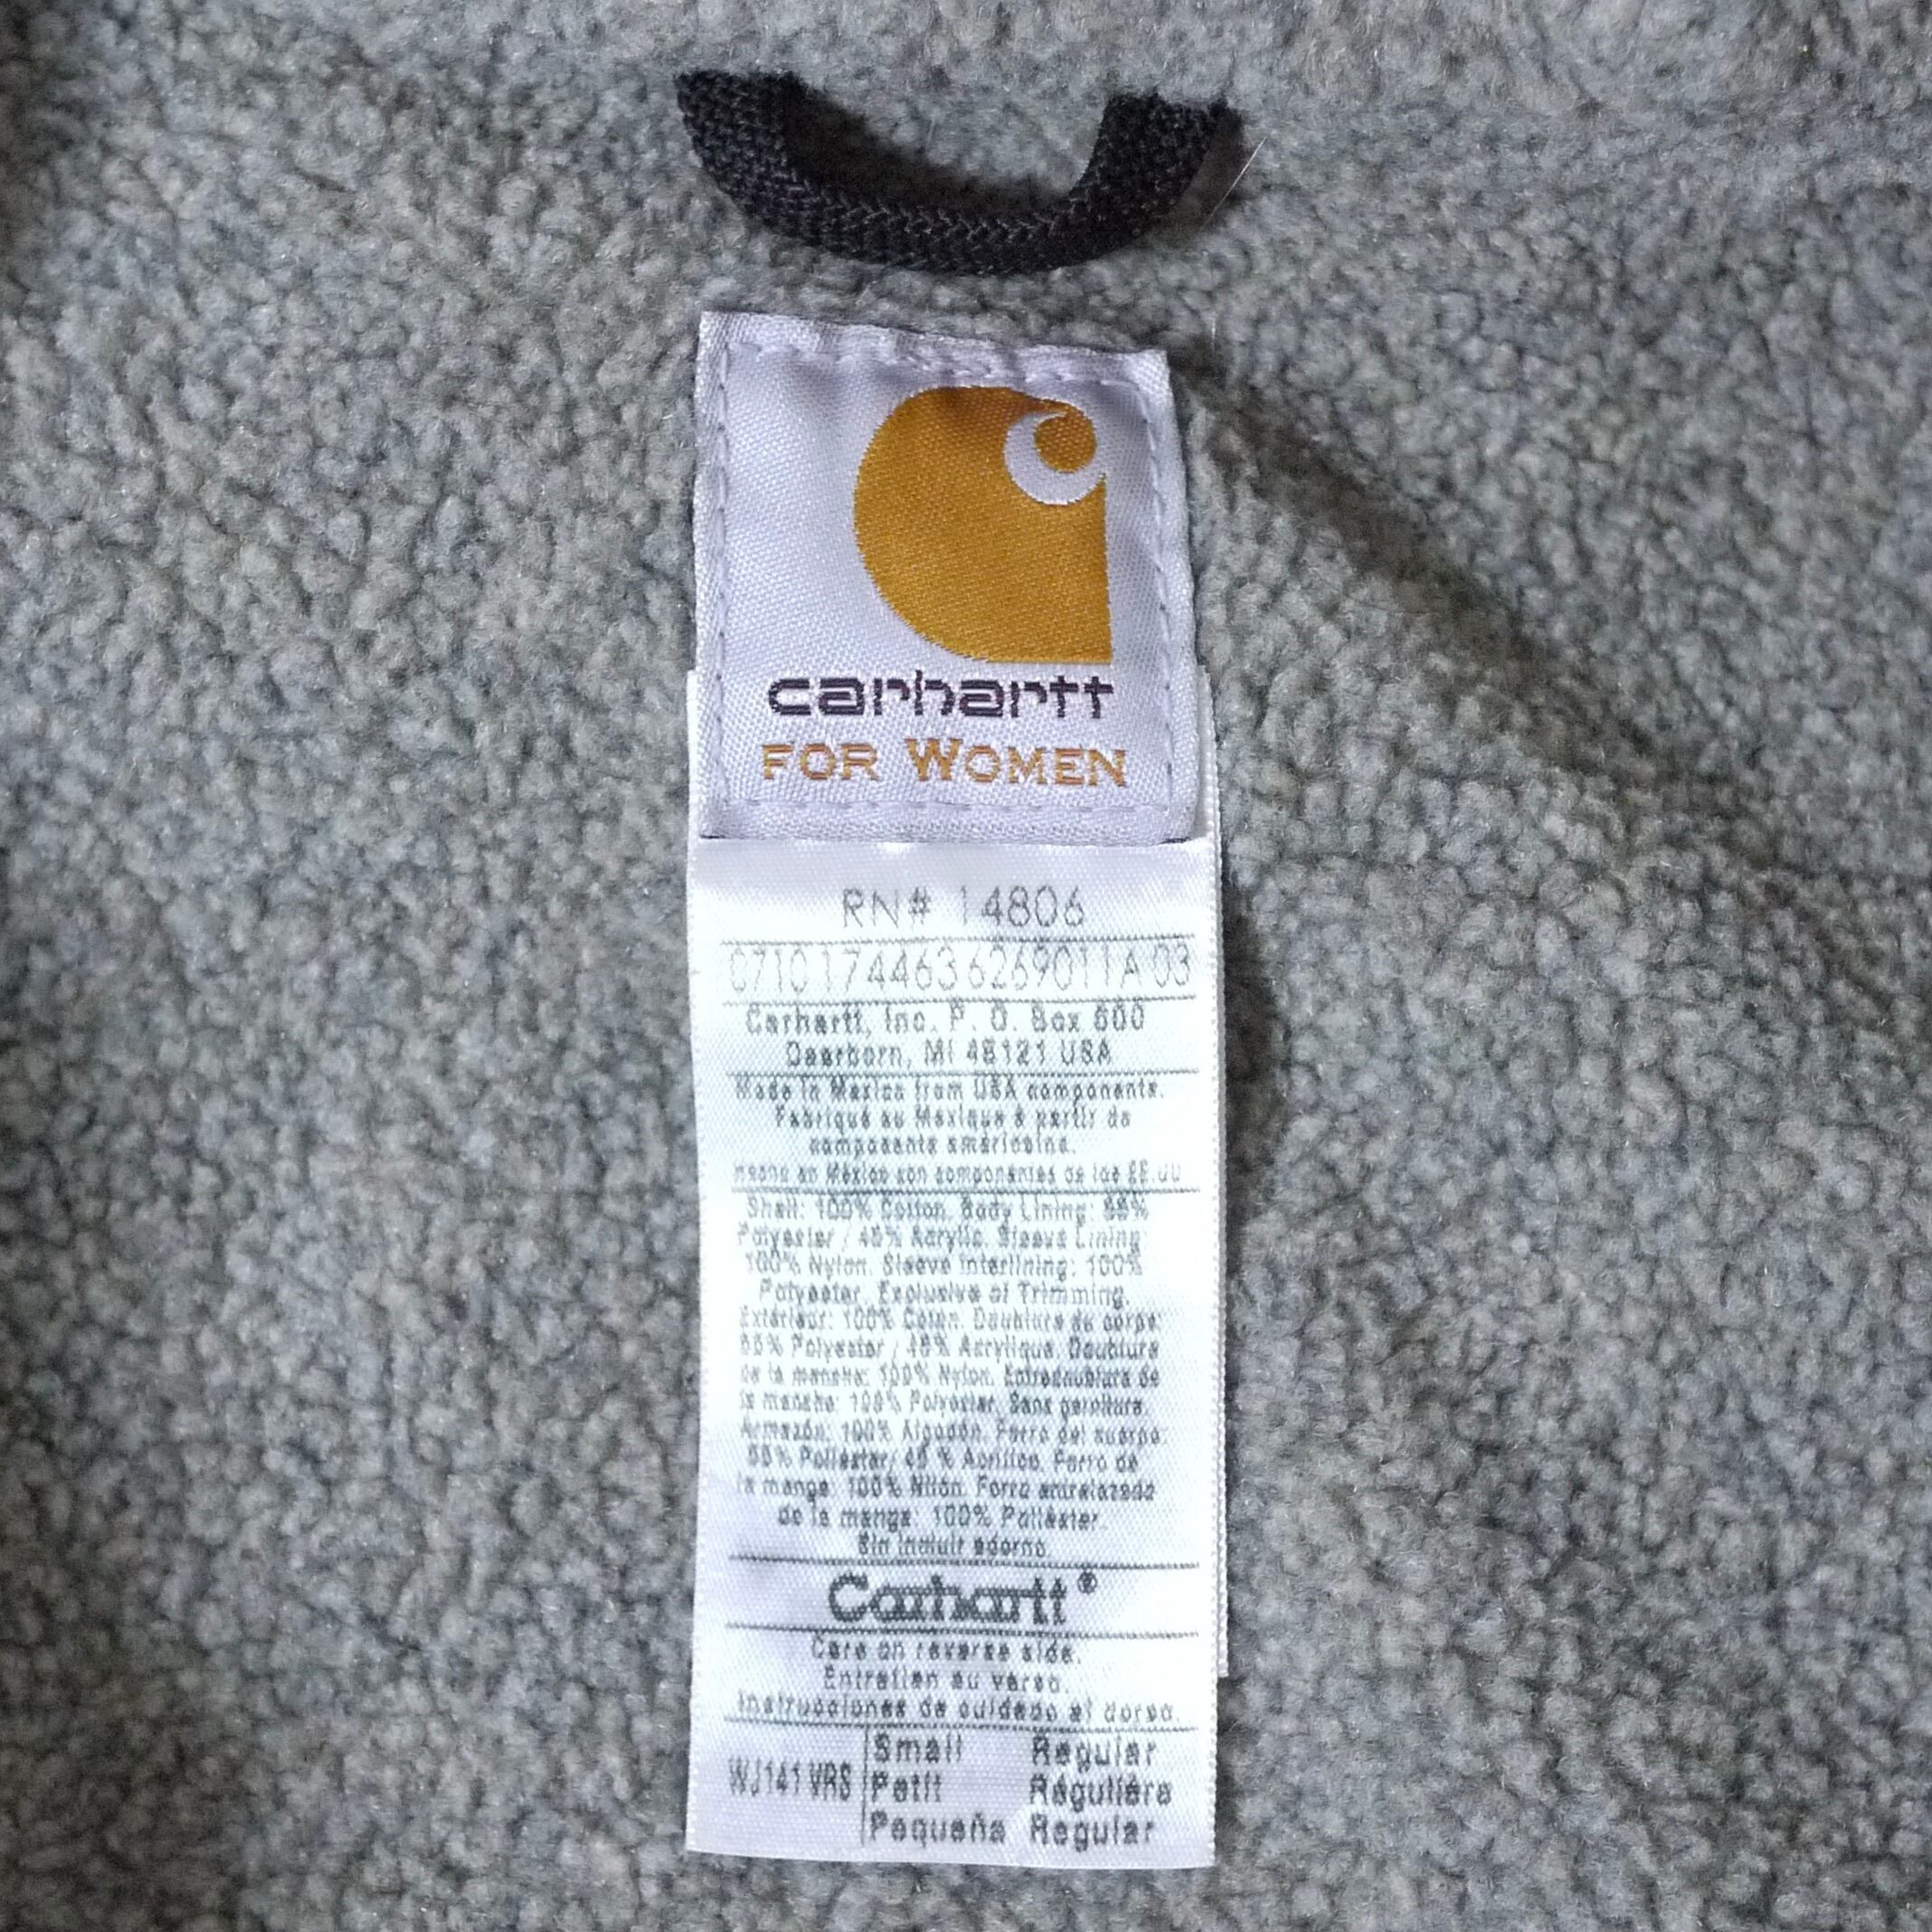 carhartt
FOR WOMEN
RN# 14806
07101744636269011A 03
Carhartt, Inc. P. O. Box 600
Dearborn, MI 48121 USA
Made in Mexico from USA components.
Fabriqué au Mexique à partir de
composants américains.
Hecho en México con componentes de los EE.UU
Shell: 100% Cotton. Body Lining: 55%
Polyester / 45% Acrylic. Sleeve Lining:
100% Nylon. Sleeve Interlining: 100%
Polyester. Exclusive of Trimming.
Extérieur: 100% Coton. Doublure du corps:
55% Polyester / 45% Acrylique. Doublure
de la manche: 100% Nylon. Entredoublure de
la manche: 100% Polyester. Sans garniture.
Armazón: 100% Algodón. Forro del cuerpo:
55% Poliéster/ 45 % Acrílico. Forro de
la manga: 100% Nilón. Forro entrelazado
de la manga: 100% Poliéster.
Sin incluir adorno.
Carhartt®
Care on reverse side.
Entretien au verso.
Instrucciones de cuidado al dorso.
WJ141 VRS
Small Regular
Petit Régulière
Pequeña Regular